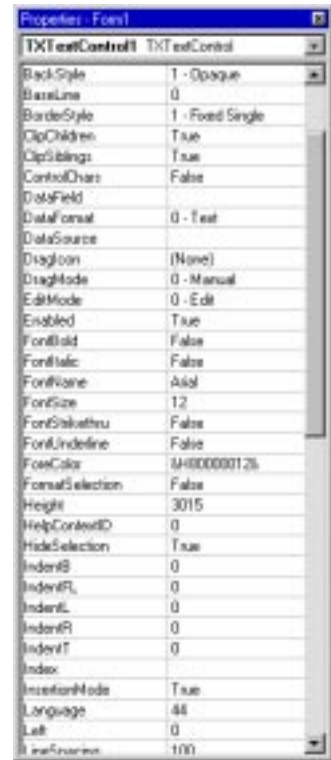 Properties - Form1
TXTextControl1 TXTextControl
BackStyle 1 - Opaque
BaseLine 0
BorderStyle 1 - Fixed Single
ClipChildren True
ClipSiblings True
ControlChars False
DataField
DataFormat 0 - Text
DataSource
DragIcon (None)
DragMode 0 - Manual
EditMode 0 - Edit
Enabled True
FontBold False
FontItalic False
FontName Arial
FontSize 12
FontStrikethru False
FontUnderline False
ForeColor
FormatSelection False
Height 3015
HelpContextID 0
HideSelection True
IndentB 0
IndentFL 0
IndentL 0
IndentR 0
IndentT 0
Index
InsertionMode True
Language 44
Left 0
LineSpacing 100